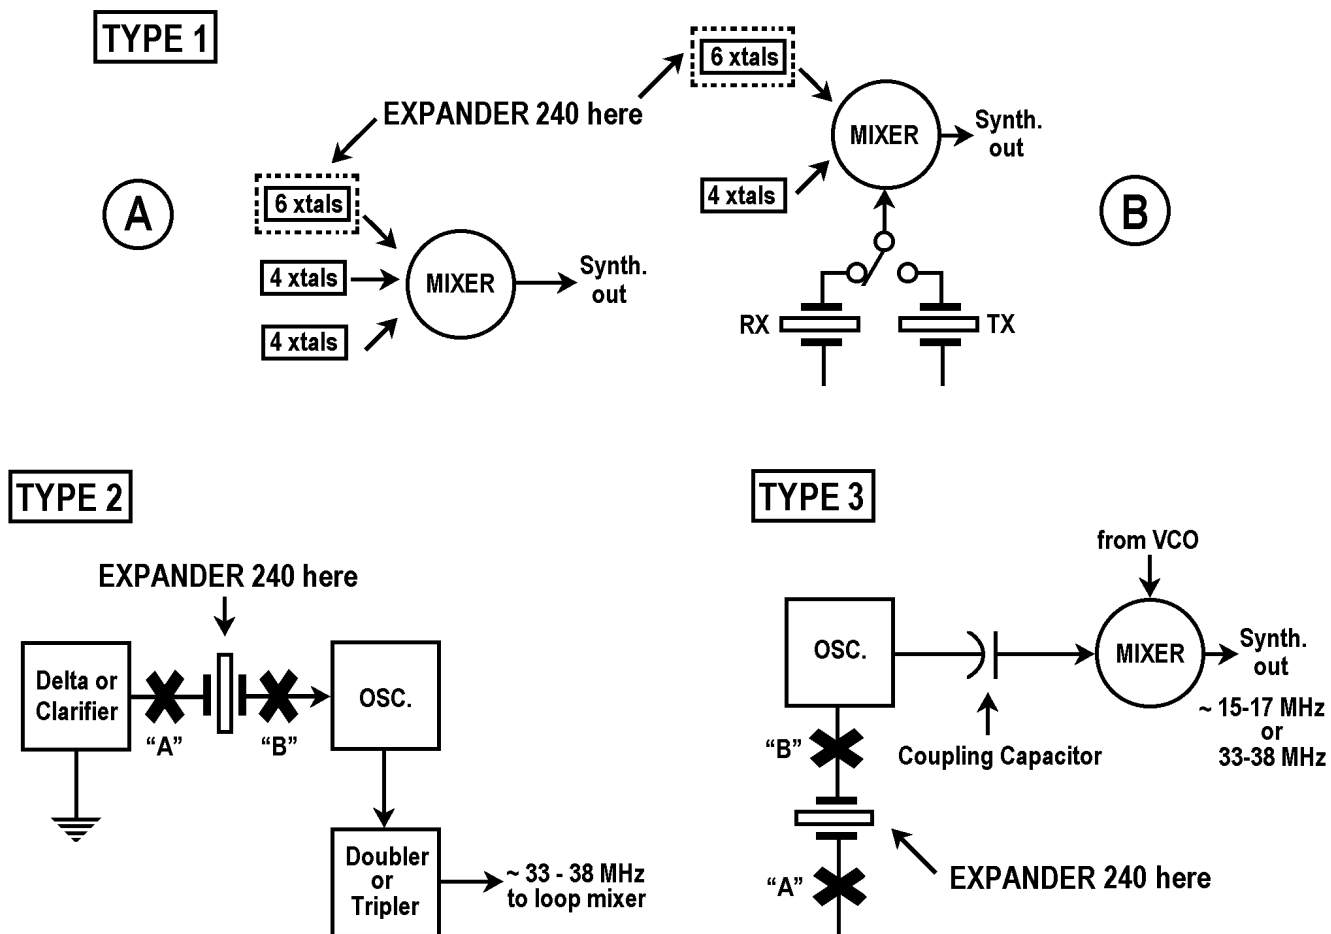 TYPE 1
6 xtals
EXPANDER 240 here
MIXER
Synth.
out
6 xtals
4 xtals
A
B
4 xtals
MIXER
Synth.
out
4 xtals
RX
TX
TYPE 2
EXPANDER 240 here
Delta or
Clarifier
"A"
"B"
OSC.
Doubler
or
Tripler
~ 33 - 38 MHz
to loop mixer
TYPE 3
from VCO
OSC.
MIXER
Synth.
out
~ 15-17 MHz
or
33-38 MHz
"B"
Coupling Capacitor
"A"
EXPANDER 240 here